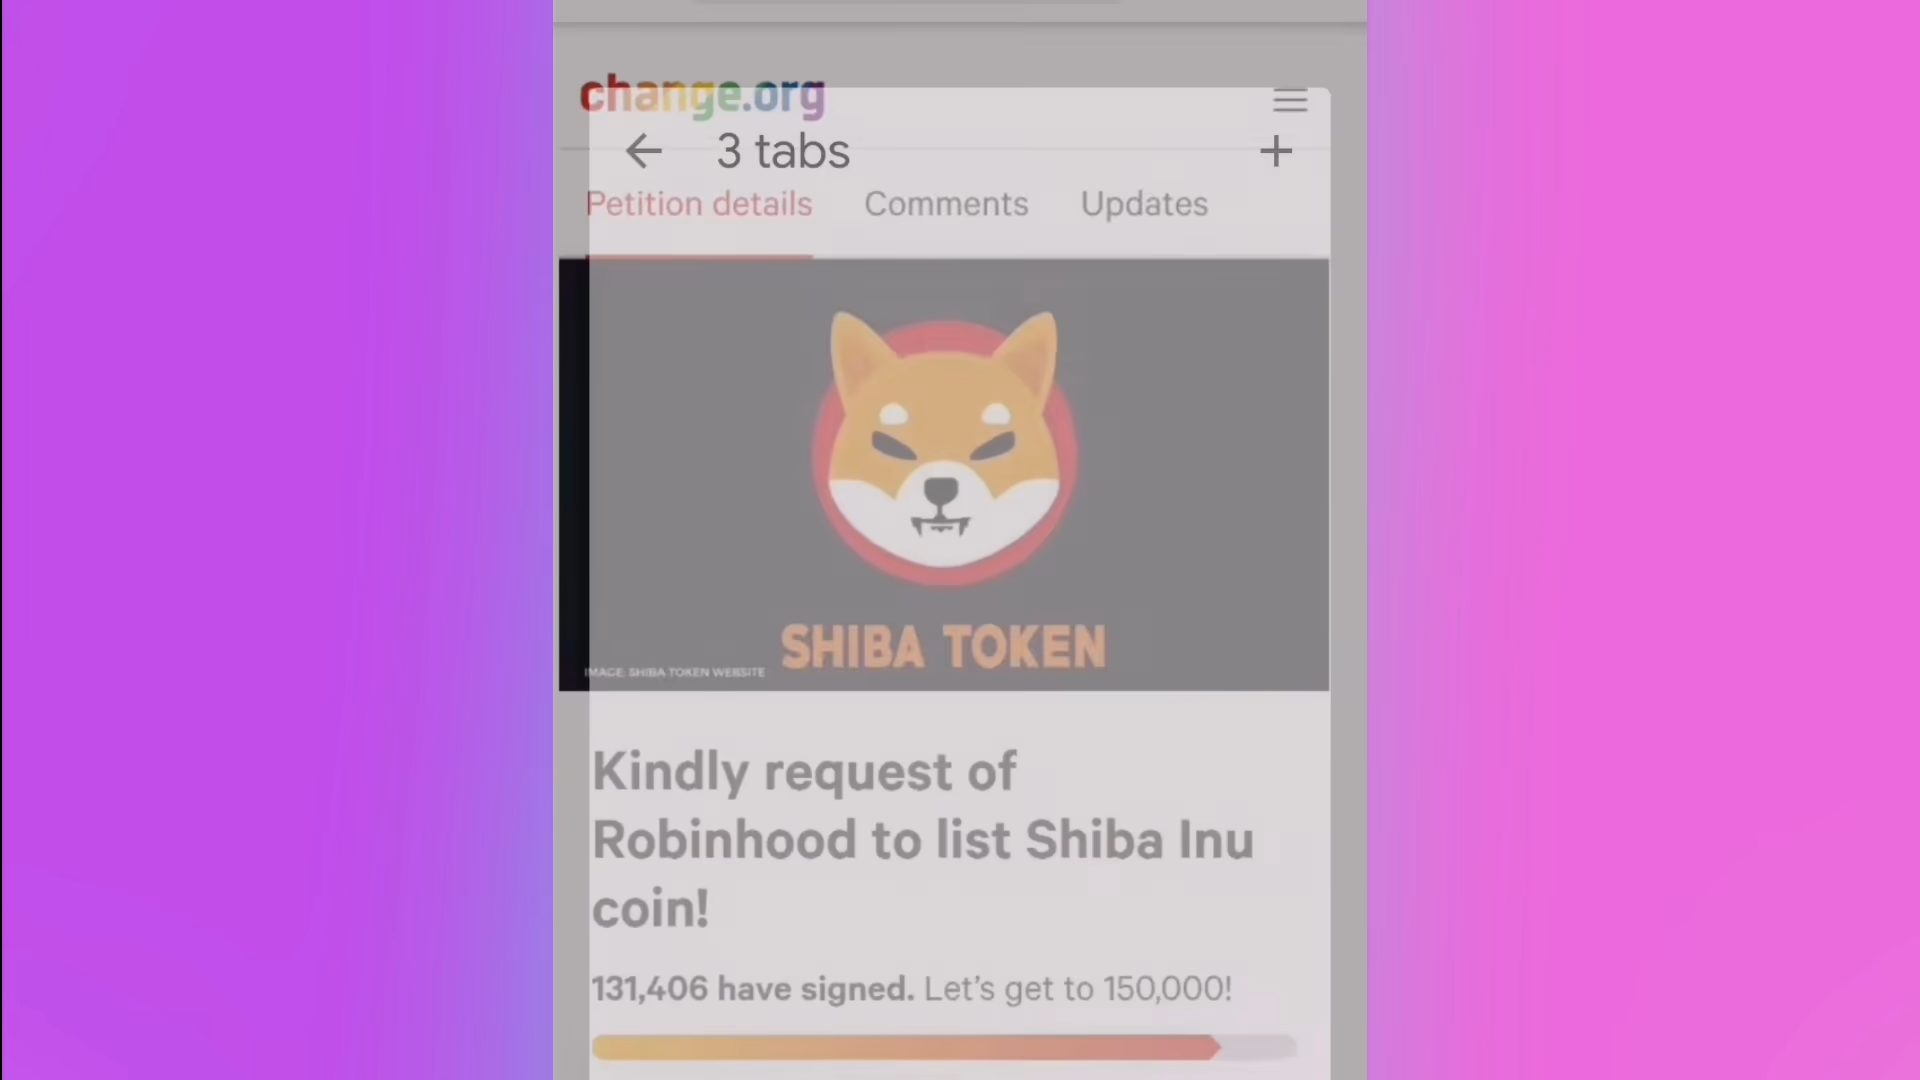 change.org
3 tabs
Petition details Comments Updates
SHIBA TOKEN
IMAGE: SHIBA TOKEN WEBSITE
Kindly request of
Robinhood to list Shiba Inu
coin!
131,406 have signed. Let's get to 150,000!